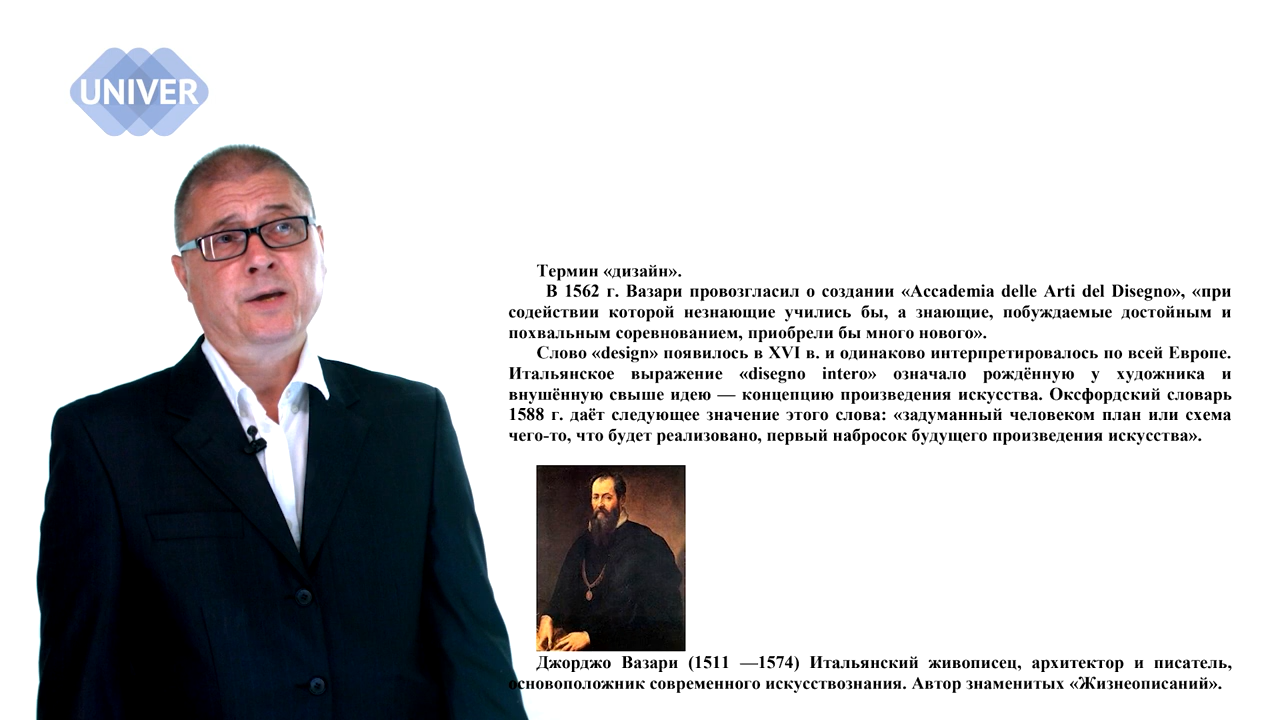 UNIVER
Термин «дизайн».
В 1562 г. Вазари провозгласил о создании «Accademia delle Arti del Disegno», «при
содействии которой незнающие учились бы, а знающие, побуждаемые достойным и
похвальным соревнованием, приобрели бы много нового».
Слово «design» появилось в XVI в. и одинаково интерпретировалось по всей Европе.
Итальянское выражение «disegno intero» означало рождённую у художника и
внушённую свыше идею — концепцию произведения искусства. Оксфордский словарь
1588 г. даёт следующее значение этого слова: «задуманный человеком план или схема
чего-то, что будет реализовано, первый набросок будущего произведения искусства».
Джорджо Вазари (1511 —1574) Итальянский живописец, архитектор и писатель,
основоположник современного искусствознания. Автор знаменитых «Жизнеописаний».